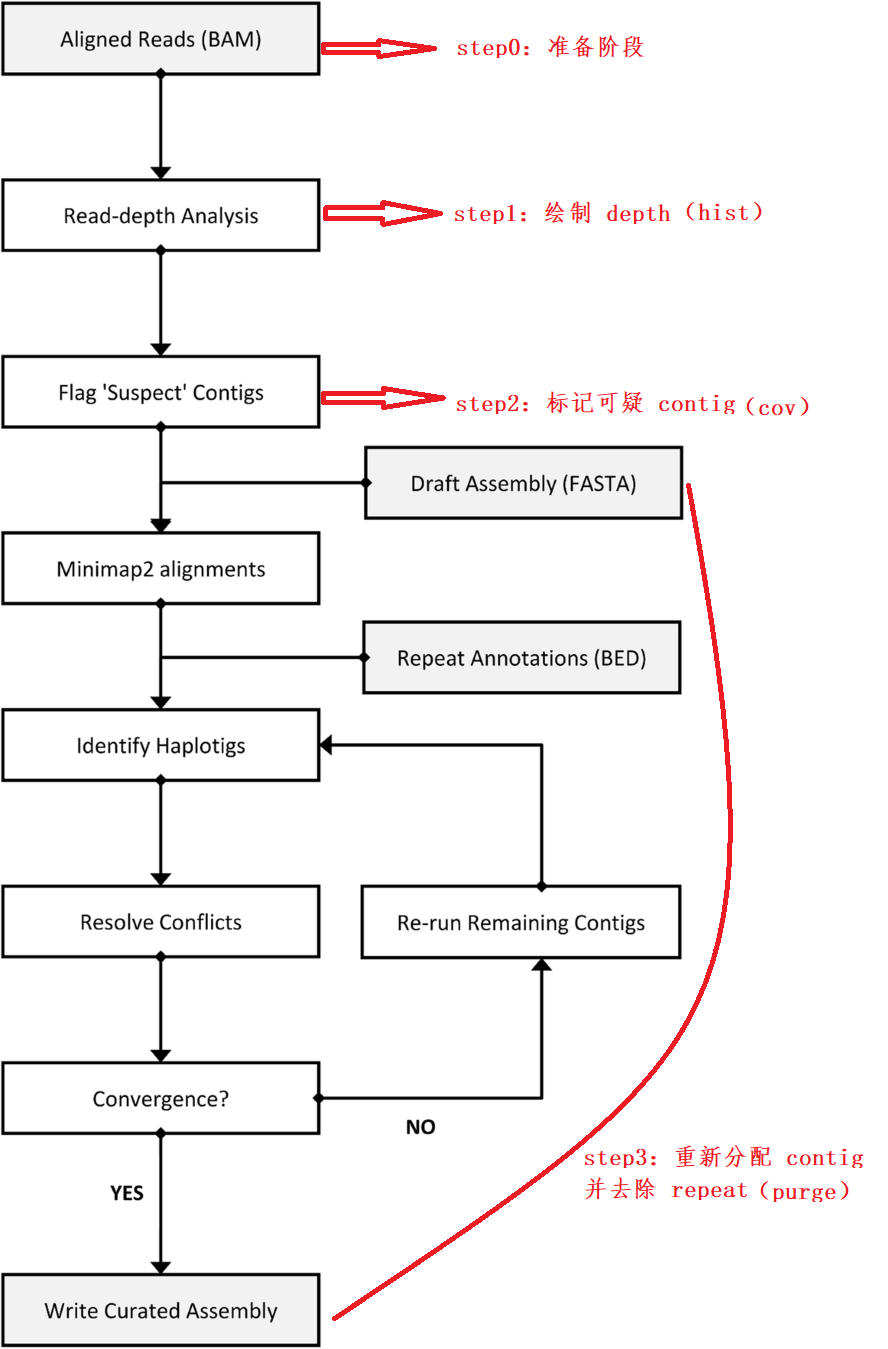 Aligned Reads (BAM)
step0：准备阶段
Read-depth Analysis
step1：绘制 depth（hist）
Flag 'Suspect' Contigs
step2：标记可疑 contig（cov）
Draft Assembly (FASTA)
Minimap2 alignments
Repeat Annotations (BED)
Identify Haplotigs
Resolve Conflicts
Re-run Remaining Contigs
Convergence?
NO
step3：重新分配 contig
并去除 repeat（purge）
YES
Write Curated Assembly